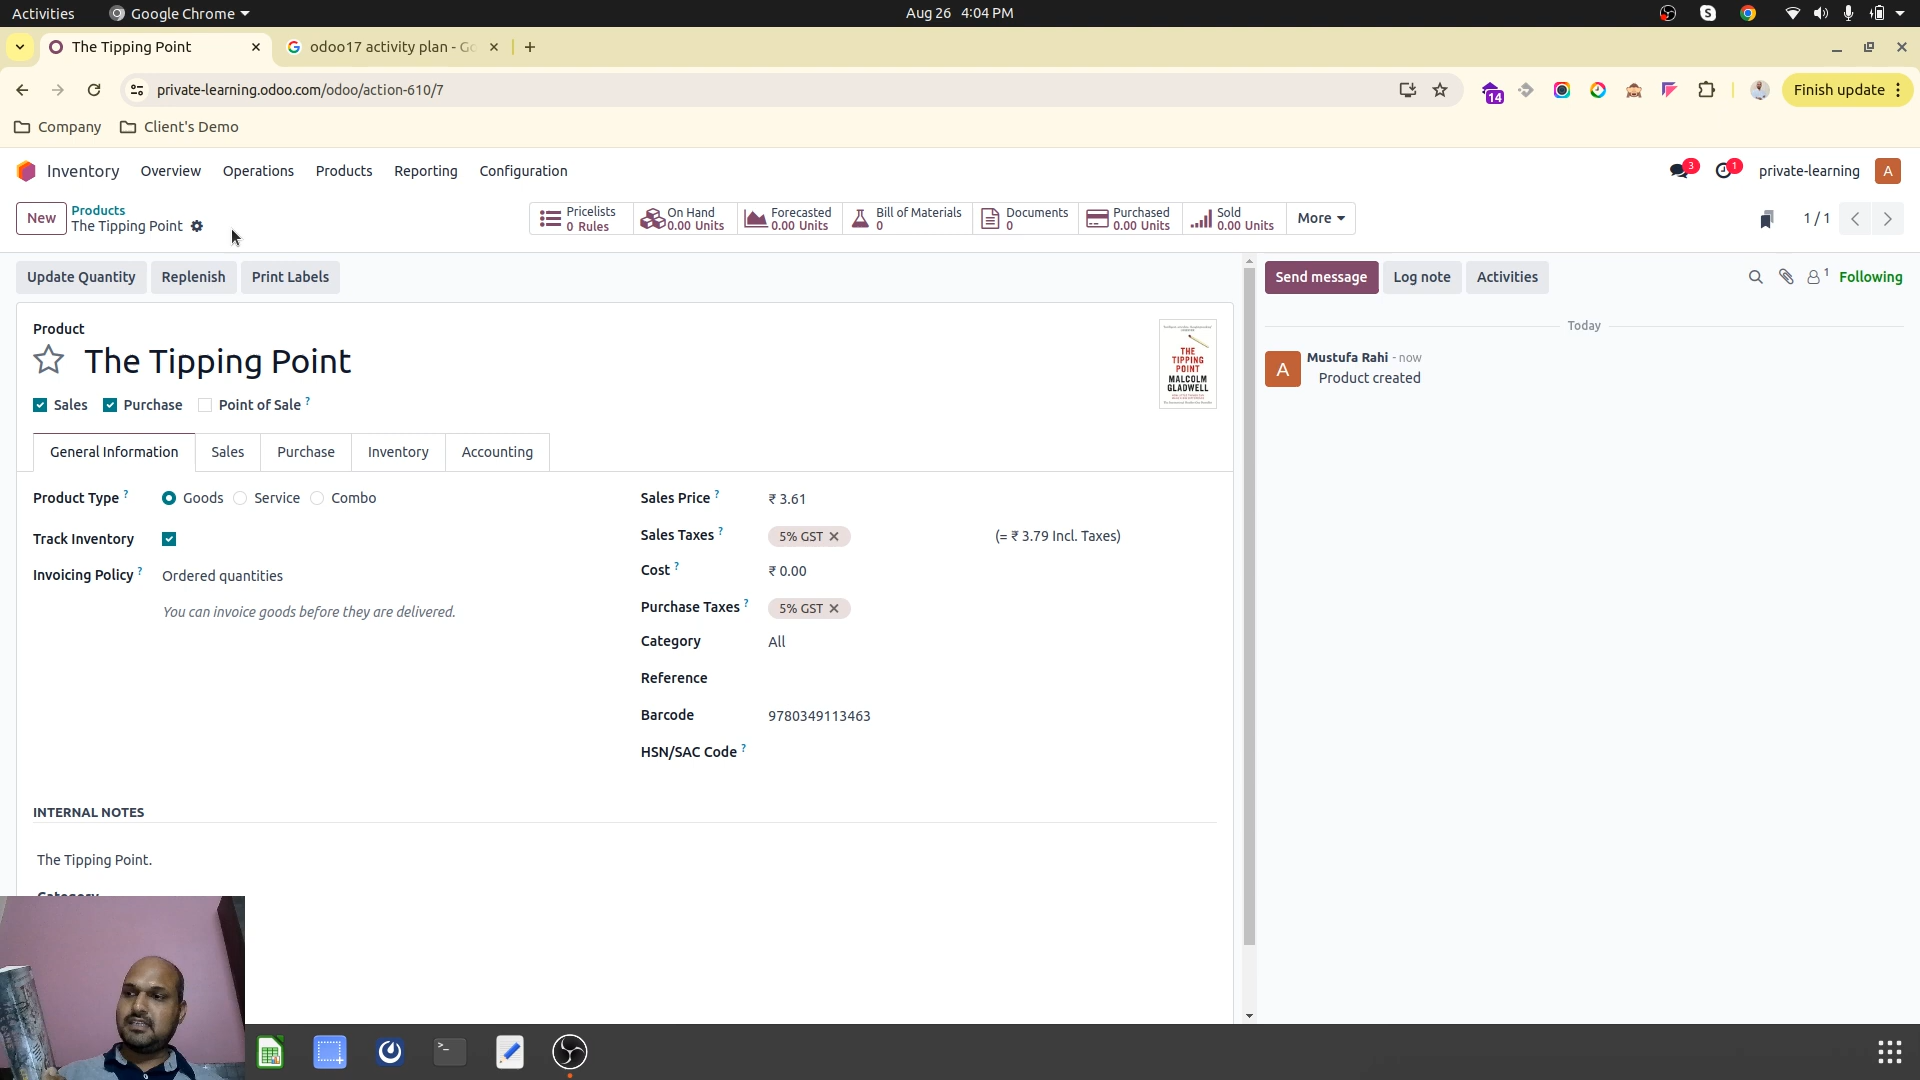 Activities Google Chrome Aug 26 4:04 PM
The Tipping Point odoo17 activity plan - Go
private-learning.odoo.com/odoo/action-610/7 14 Finish update
Company Client's Demo
Inventory Overview Operations Products Reporting Configuration 3 1 private-learning A
New Products The Tipping Point Pricelists 0 Rules On Hand 0.00 Units Forecasted 0.00 Units Bill of Materials 0 Documents 0 Purchased 0.00 Units Sold 0.00 Units More 1 / 1
Update Quantity Replenish Print Labels Send message Log note Activities 1 Following
Product
The Tipping Point
THE TIPPING POINT
MALCOLM GLADWELL
Sales Purchase Point of Sale ?
General Information Sales Purchase Inventory Accounting
Product Type ? Goods Service Combo
Track Inventory
Invoicing Policy ? Ordered quantities
You can invoice goods before they are delivered.
Sales Price ? ₹ 3.61
Sales Taxes ? 5% GST (= ₹ 3.79 Incl. Taxes)
Cost ? ₹ 0.00
Purchase Taxes ? 5% GST
Category All
Reference
Barcode 9780349113463
HSN/SAC Code ?
INTERNAL NOTES
The Tipping Point.
Today
A Mustufa Rahi - now
Product created